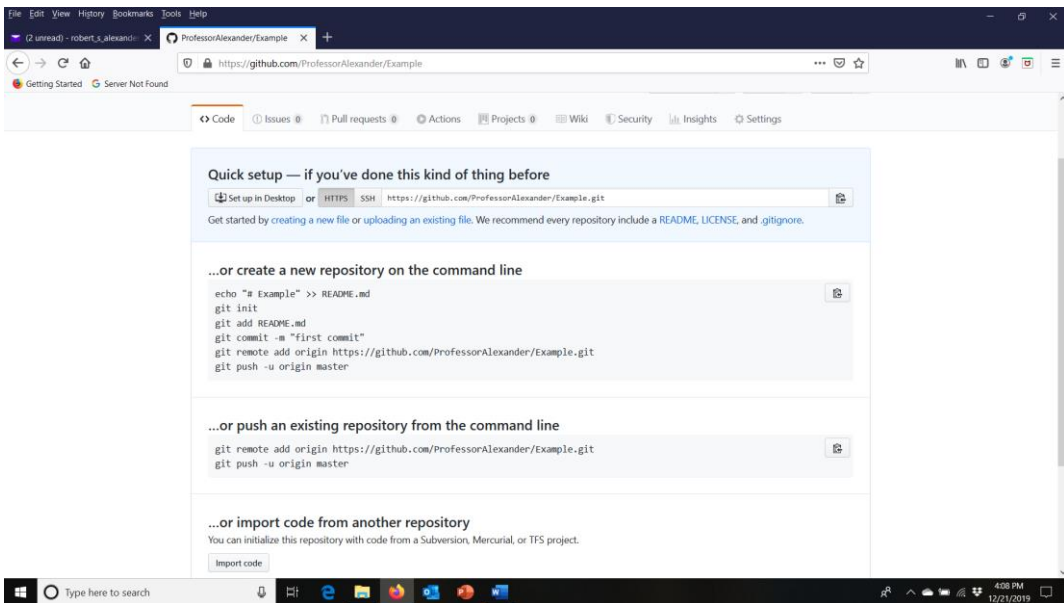 File Edit View History Bookmarks Tools Help
(2 unread) - robert_s_alexander ProfessorAlexander/Example
https://github.com/ProfessorAlexander/Example
Getting Started Server Not Found
Code Issues 0 Pull requests 0 Actions Projects 0 Wiki Security Insights Settings
Quick setup — if you've done this kind of thing before
Set up in Desktop or HTTPS SSH https://github.com/ProfessorAlexander/Example.git
Get started by creating a new file or uploading an existing file. We recommend every repository include a README, LICENSE, and .gitignore.
...or create a new repository on the command line
echo "# Example" >> README.md
git init
git add README.md
git commit -m "first commit"
git remote add origin https://github.com/ProfessorAlexander/Example.git
git push -u origin master
...or push an existing repository from the command line
git remote add origin https://github.com/ProfessorAlexander/Example.git
git push -u origin master
...or import code from another repository
You can initialize this repository with code from a Subversion, Mercurial, or TFS project.
Import code
Type here to search
4:08 PM
12/21/2019